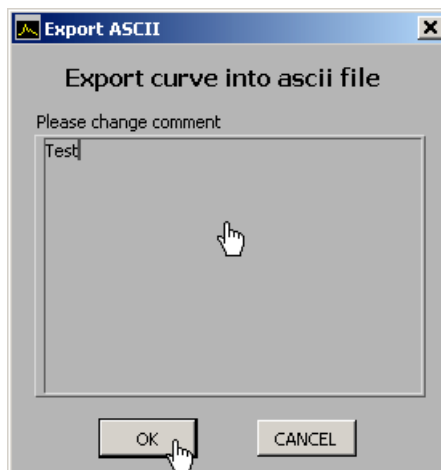 Export ASCII
Export curve into ascii file
Please change comment
Test
OK
CANCEL